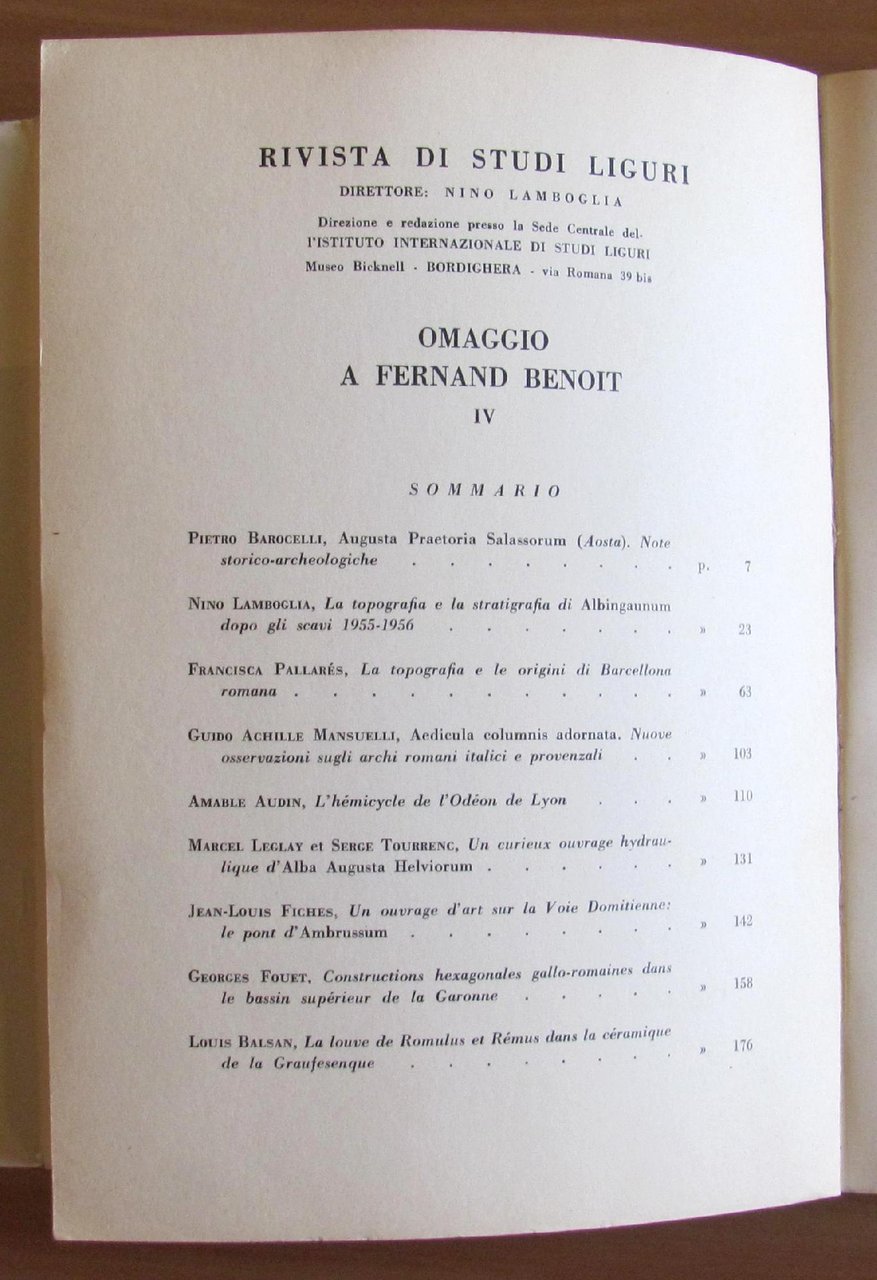 RIVISTA DI STUDI LIGURI
DIRETTORE: NINO LAMBOGLIA
Direzione e redazione presso la Sede Centrale del-
l'ISTITUTO INTERNAZIONALE DI STUDI LIGURI
Museo Bicknell - BORDIGHERA - via Romana 39 bis
OMAGGIO
A FERNAND BENOIT
IV
SOMMARIO
PIETRO BAROCELLI, Augusta Praetoria Salassorum (Aosta). Note
storico-archeologiche . . . . . . . p. 7
NINO LAMBOGLIA, La topografia e la stratigrafia di Albingaunum
dopo gli scavi 1955-1956 . . . . . . » 23
FRANCISCA PALLARÉS, La topografia e le origini di Barcellona
romana . . . . . . . . . . . » 63
GUIDO ACHILLE MANSUELLI, Aedicula columnis adornata. Nuove
osservazioni sugli archi romani italici e provenzali . . » 103
AMABLE AUDIN, L'hémicycle de l'Odéon de Lyon . . . » 110
MARCEL LEGLAY et SERGE TOURRENC, Un curieux ouvrage hydrau-
lique d'Alba Augusta Helviorum . . . . . . » 131
JEAN-LOUIS FICHES, Un ouvrage d'art sur la Voie Domitienne:
le pont d'Ambrussum . . . . . . . . » 142
GEORGES FOUET, Constructions hexagonales gallo-romaines dans
le bassin supérieur de la Garonne . . . . . » 158
LOUIS BALSAN, La louve de Romulus et Rémus dans la céramique
de la Graufesenque . . . . . . . . » 176